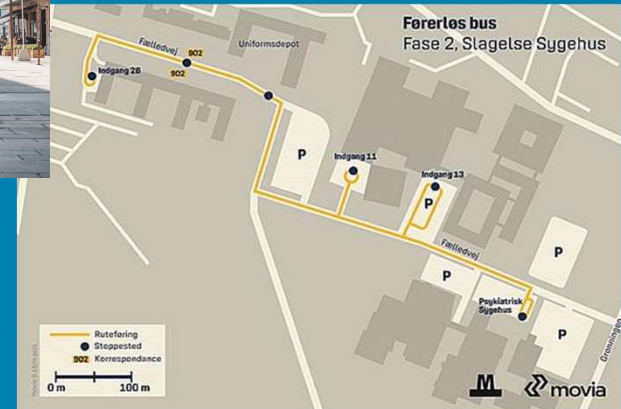 Førerløs bus
Fase 2, Slagelse Sygehus
902
Fælledvej
Uniformsdepot
902
Indgang 28
P
Indgang 11
Indgang 13
P
Fælledvej
P
P
Psykiatrisk
Sygehus
P
Grønningen
Ruteføring
Stoppested
902 Korrespondance
0 m
100 m
M
movia